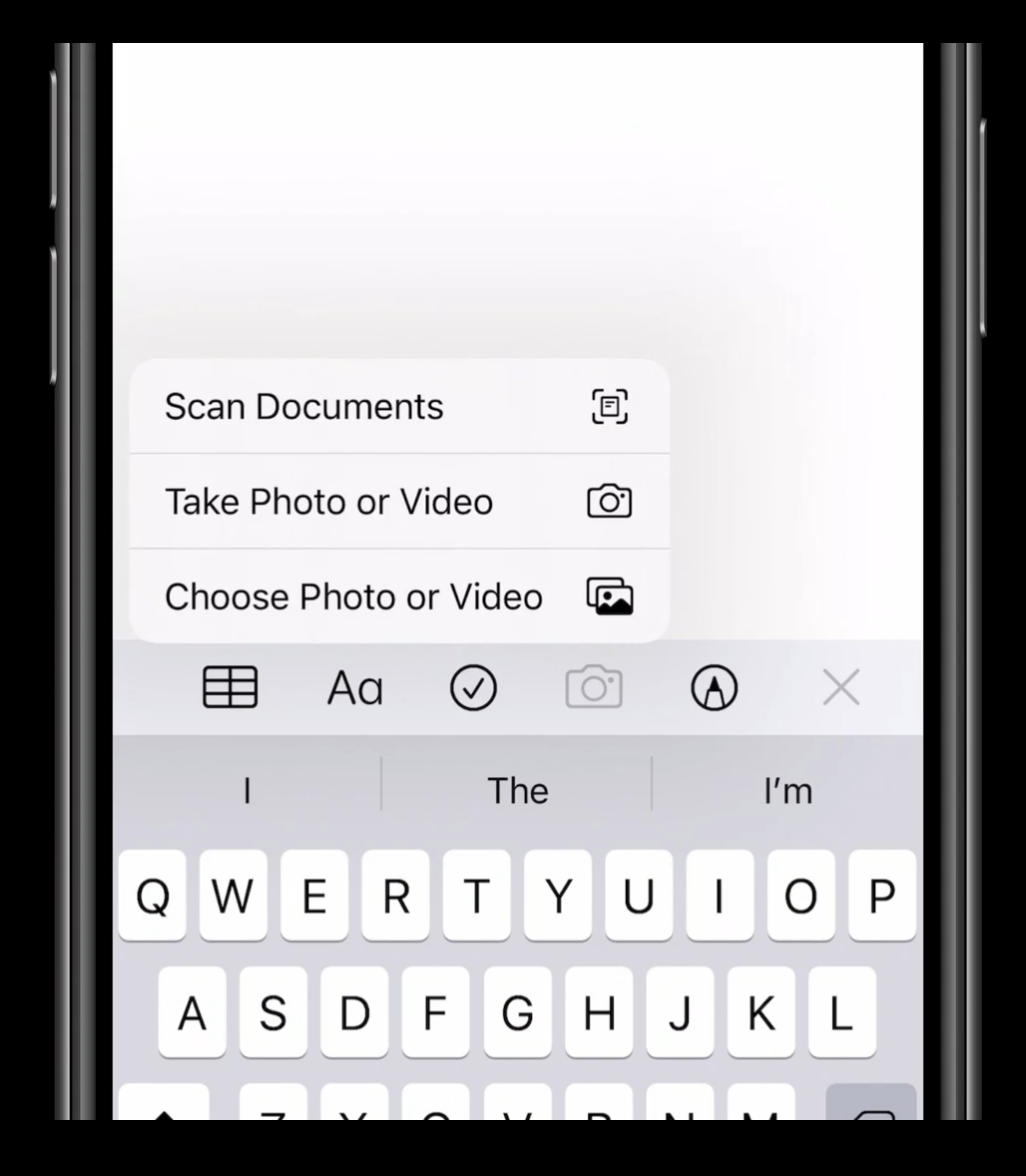 Scan Documents
Take Photo or Video
Choose Photo or Video
Aa
I The I’m
Q W E R T Y U I O P
A S D F G H J K L
Z X C V B N M